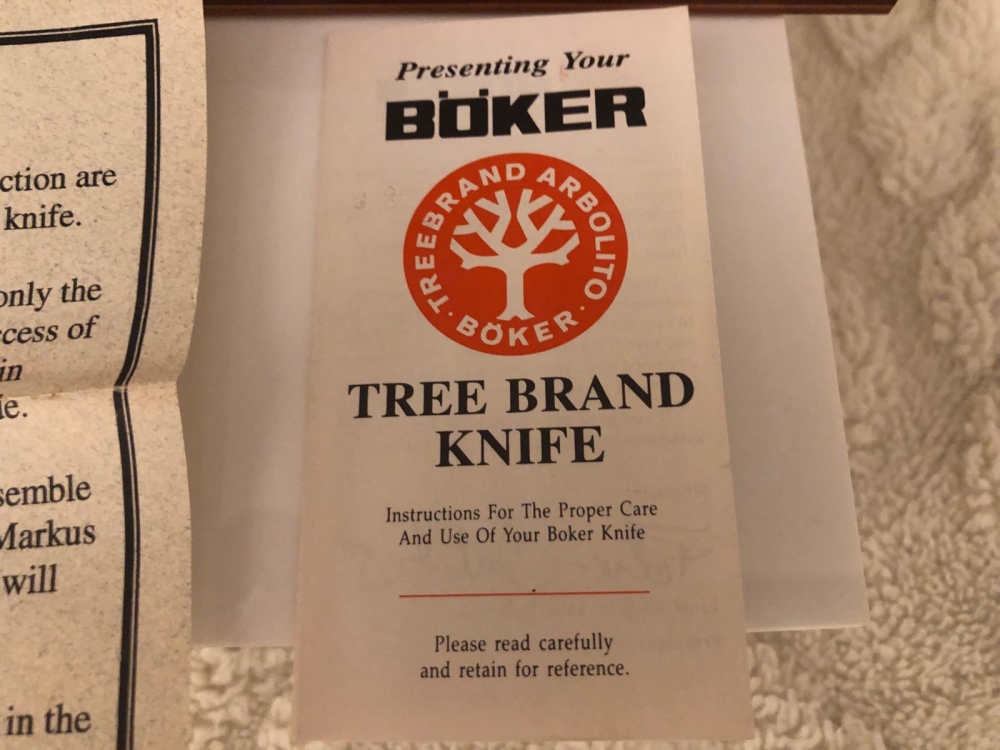 ction are
knife.
only the
ccess of
in
ie.
semble
Markus
will
in the
Presenting Your
BÖKER
TREEBRAND ARBOLITO
· BÖKER ·
TREE BRAND
KNIFE
Instructions For The Proper Care
And Use Of Your Boker Knife
Please read carefully
and retain for reference.